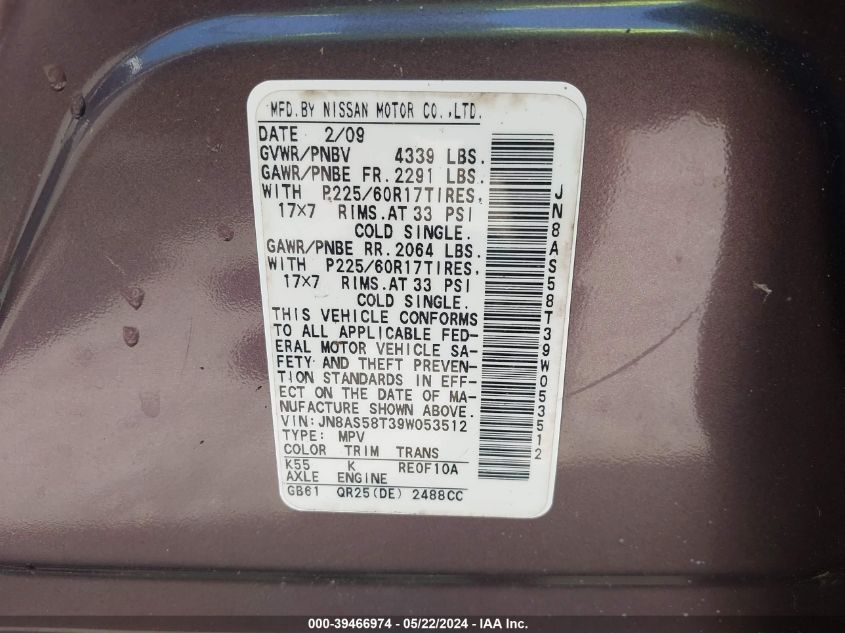 MFD.BY NISSAN MOTOR CO.,LTD.
DATE 2/09
GVWR/PNBV 4339 LBS.
GAWR/PNBE FR.2291 LBS.
WITH P225/60R17TIRES,
17×7 RIMS.AT 33 PSI
COLD SINGLE.
GAWR/PNBE RR.2064 LBS.
WITH P225/60R17TIRES,
17×7 RIMS.AT 33 PSI
COLD SINGLE.
THIS VEHICLE CONFORMS
TO ALL APPLICABLE FED-
ERAL MOTOR VEHICLE SA-
FETY AND THEFT PREVEN-
TION STANDARDS IN EFF-
ECT ON THE DATE OF MA-
NUFACTURE SHOWN ABOVE.
VIN:JN8AS58T39W053512
TYPE: MPV
COLOR TRIM TRANS
K55 K RE0F10A
AXLE ENGINE
GB61 QR25(DE) 2488CC
JN8AS58T39W053512
000-39466974 - 05/22/2024 - IAA Inc.